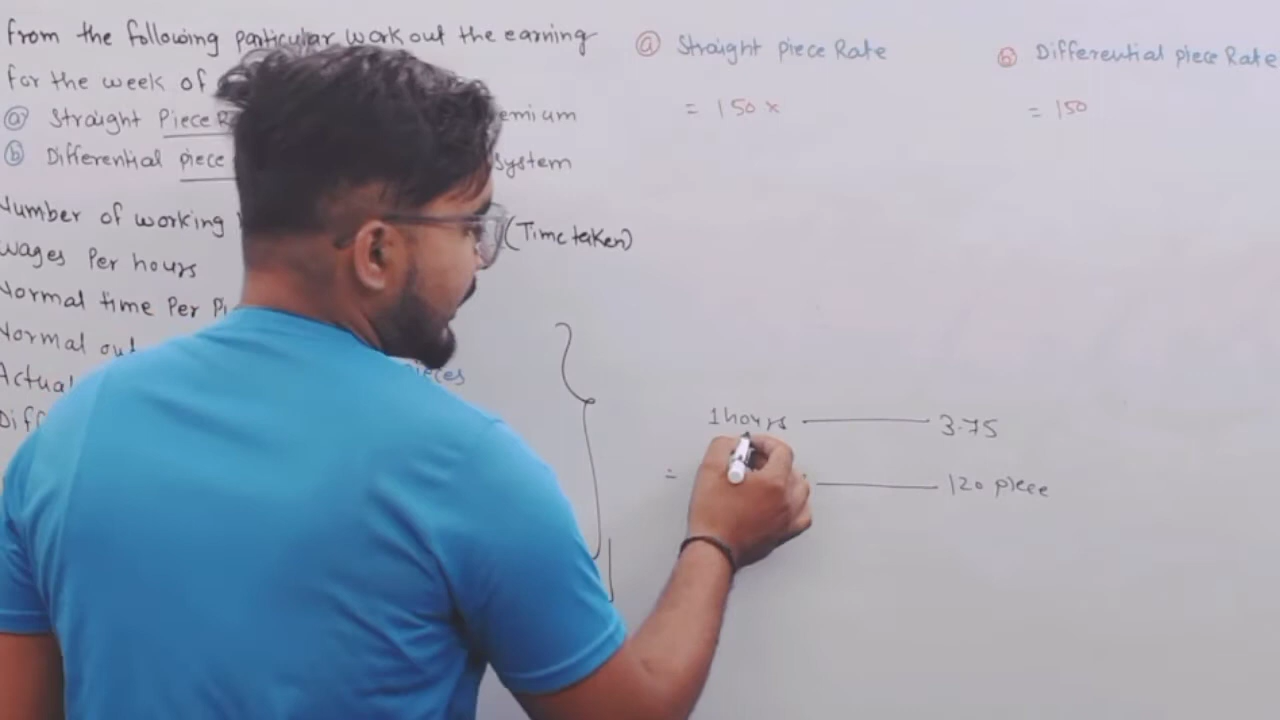 From the following particular work out the earning
for the week of
ⓐ Straight Piece R emium
ⓑ Differential piece system
Number of working (Time taken)
Wages Per hours
Normal time Per Pi
Normal out
Actual ieces
Diff
ⓐ Straight piece Rate
= 150 ×
ⓑ Differential piece Rate
= 150
1 hours 3.75
= 120 piece